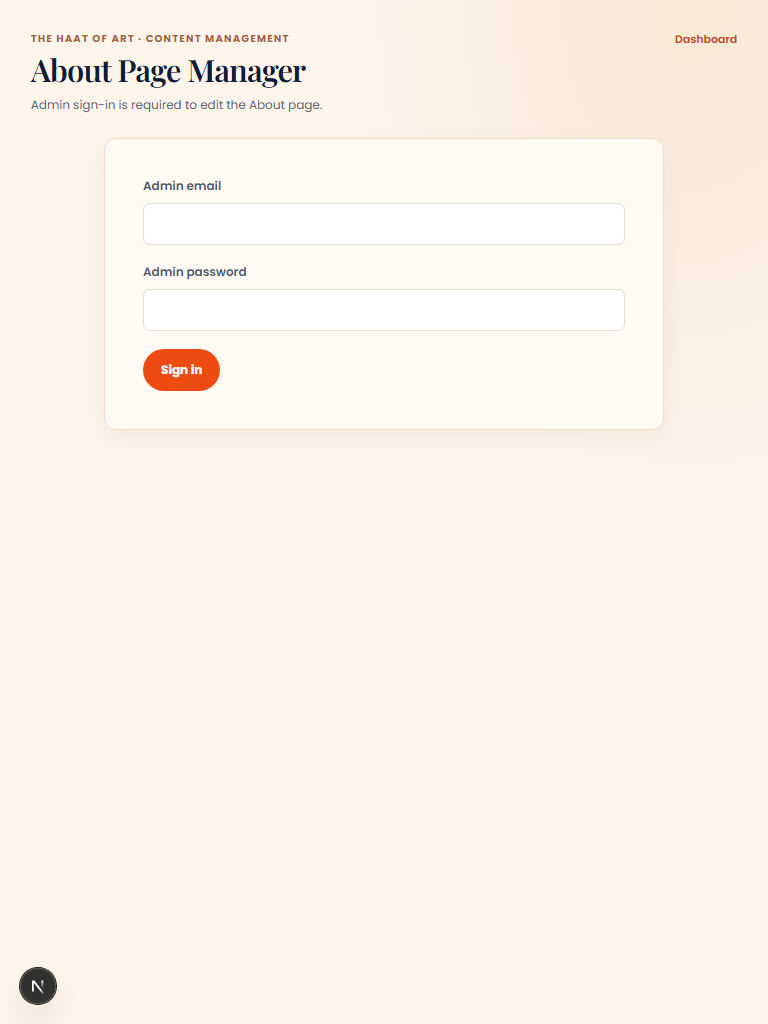 THE HAAT OF ART · CONTENT MANAGEMENT
Dashboard
About Page Manager
Admin sign-in is required to edit the About page.
Admin email
Admin password
Sign in
N